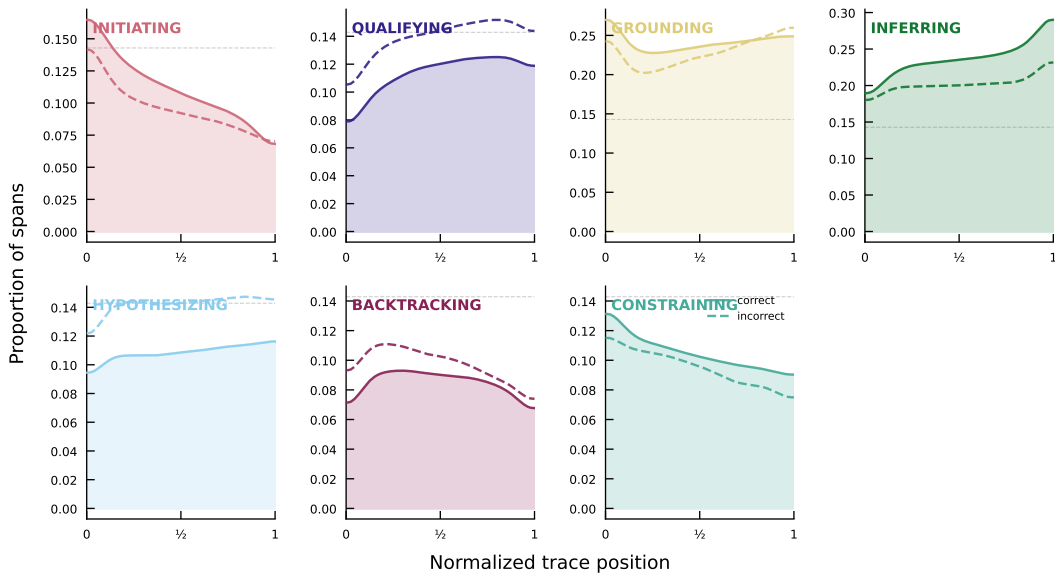 Proportion of spans
INITIATING
0.150
0.125
0.100
0.075
0.050
0.025
0.000
0 ½ 1
QUALIFYING
0.14
0.12
0.10
0.08
0.06
0.04
0.02
0.00
0 ½ 1
GROUNDING
0.25
0.20
0.15
0.10
0.05
0.00
0 ½ 1
INFERRING
0.30
0.25
0.20
0.15
0.10
0.05
0.00
0 ½ 1
HYPOTHESIZING
0.14
0.12
0.10
0.08
0.06
0.04
0.02
0.00
0 ½ 1
BACKTRACKING
0.14
0.12
0.10
0.08
0.06
0.04
0.02
0.00
0 ½ 1
CONSTRAINING
correct
incorrect
0.14
0.12
0.10
0.08
0.06
0.04
0.02
0.00
0 ½ 1
Normalized trace position